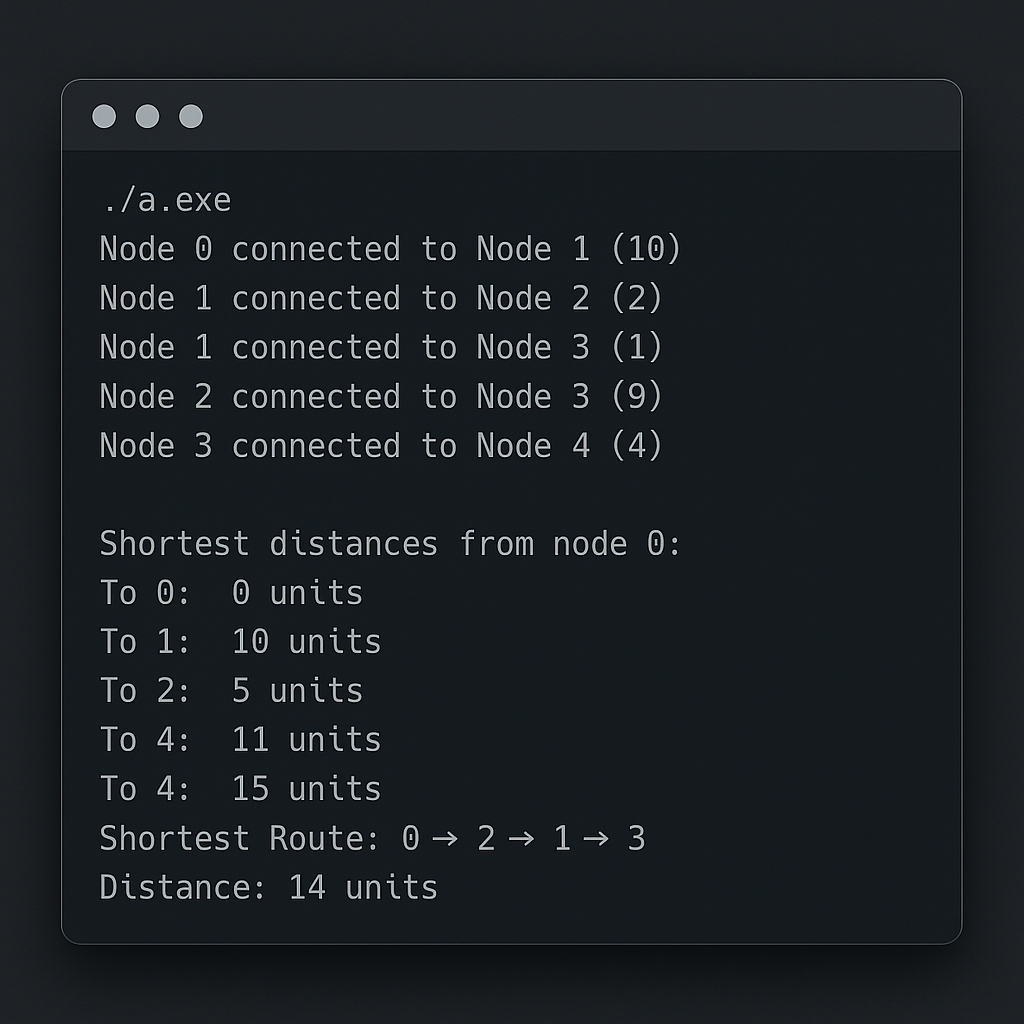 ./a.exe
Node 0 connected to Node 1 (10)
Node 1 connected to Node 2 (2)
Node 1 connected to Node 3 (1)
Node 2 connected to Node 3 (9)
Node 3 connected to Node 4 (4)
Shortest distances from node 0:
To 0:  0 units
To 1:  10 units
To 2:  5 units
To 4:  11 units
To 4:  15 units
Shortest Route: 0 → 2 → 1 → 3
Distance: 14 units